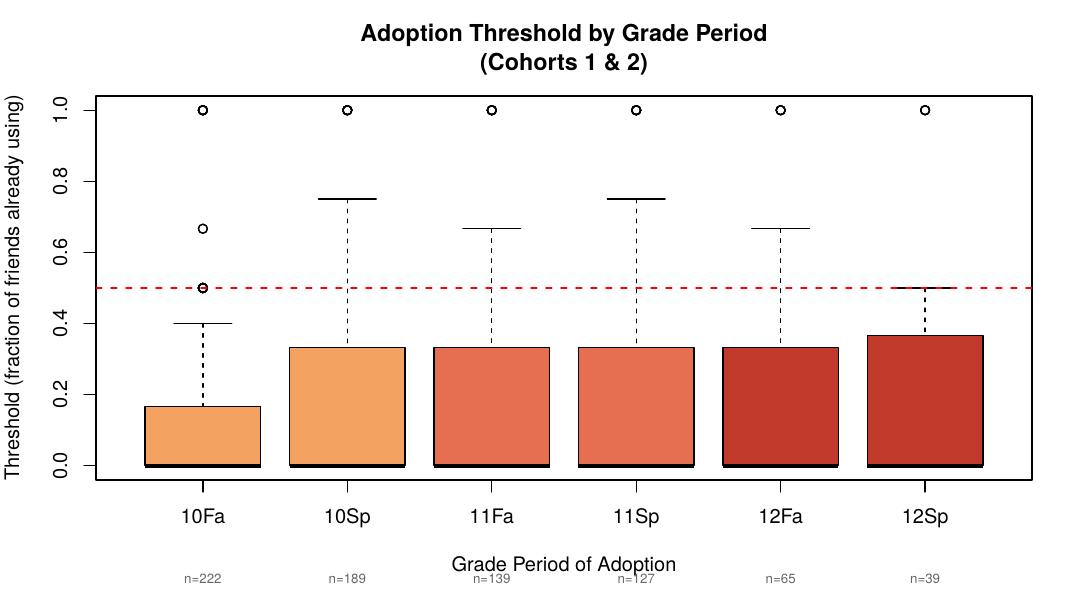 Adoption Threshold by Grade Period
(Cohorts 1 & 2)
Threshold (fraction of friends already using)
1.0
0.8
0.6
0.4
0.2
0.0
10Fa 10Sp 11Fa 11Sp 12Fa 12Sp
Grade Period of Adoption
n=222 n=189 n=139 n=127 n=65 n=39